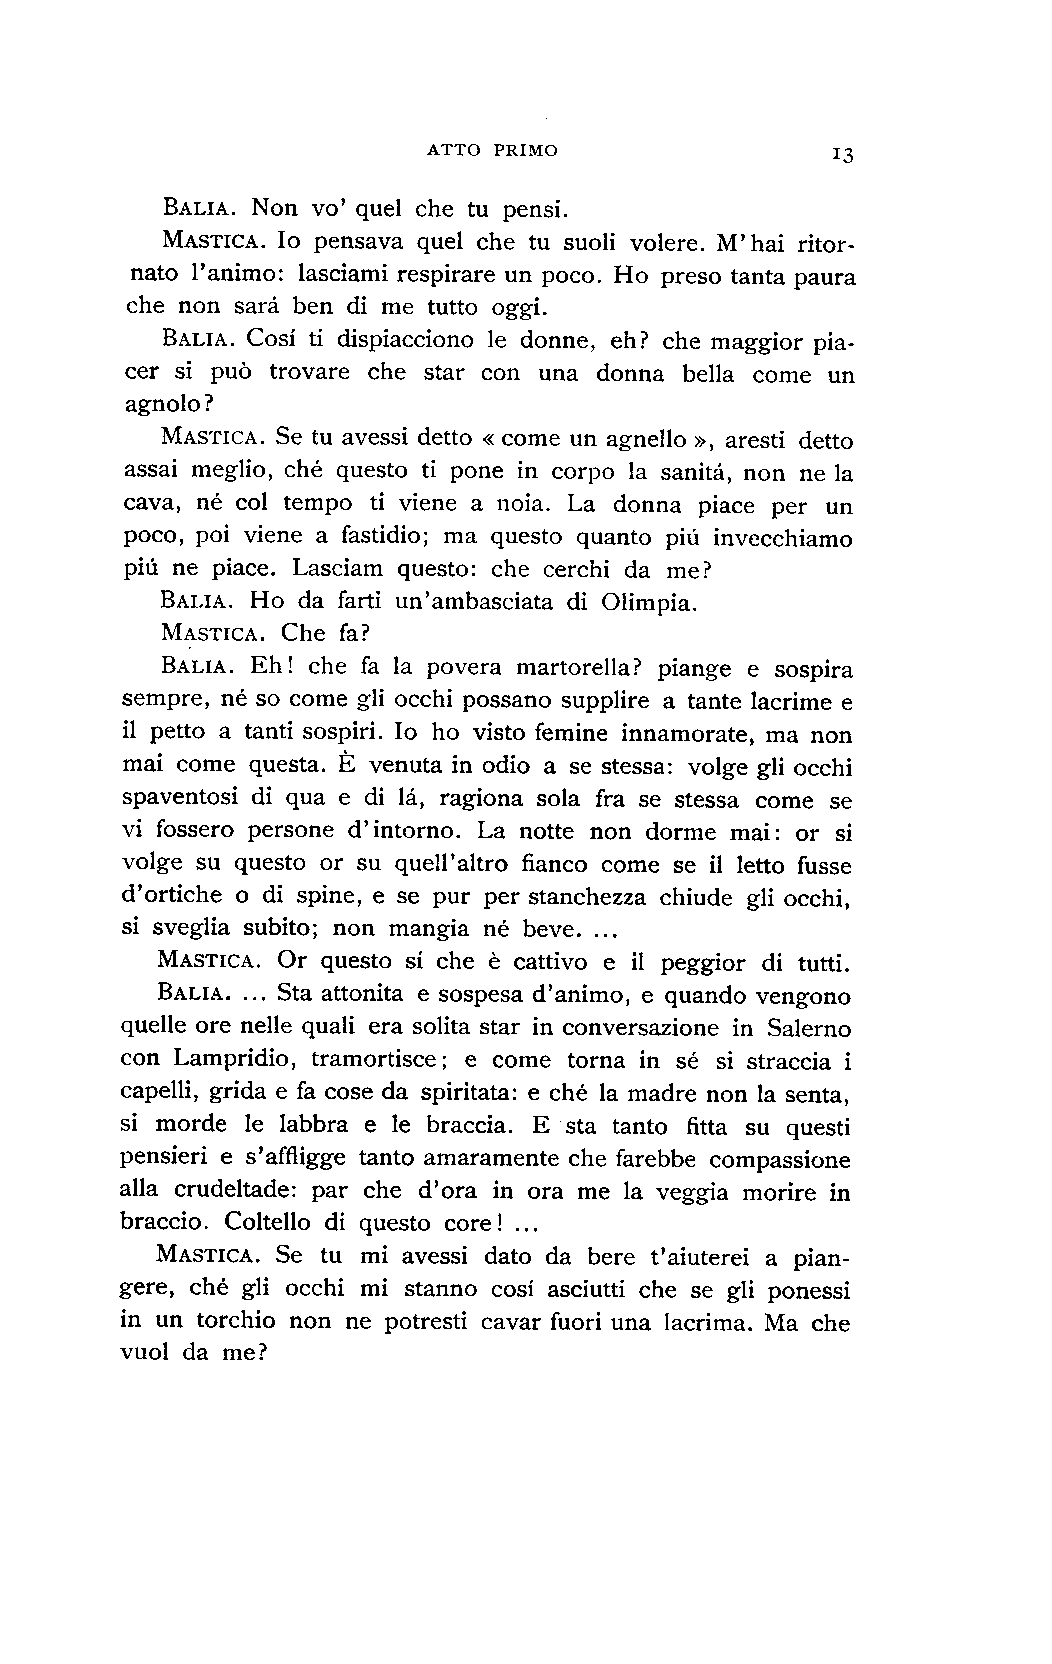 ATTO PRIMO 13
BALIA. Non vo' quel che tu pensi.
MASTICA. Io pensava quel che tu suoli volere. M'hai ritor-
nato l'animo: lasciami respirare un poco. Ho preso tanta paura
che non sará ben di me tutto oggi.
BALIA. Cosí ti dispiacciono le donne, eh? che maggior pia-
cer si può trovare che star con una donna bella come un
agnolo?
MASTICA. Se tu avessi detto « come un agnello », aresti detto
assai meglio, ché questo ti pone in corpo la sanitá, non ne la
cava, né col tempo ti viene a noia. La donna piace per un
poco, poi viene a fastidio; ma questo quanto piú invecchiamo
piú ne piace. Lasciam questo: che cerchi da me?
BALIA. Ho da farti un'ambasciata di Olimpia.
MASTICA. Che fa?
BALIA. Eh! che fa la povera martorella? piange e sospira
sempre, né so come gli occhi possano supplire a tante lacrime e
il petto a tanti sospiri. Io ho visto femine innamorate, ma non
mai come questa. È venuta in odio a se stessa: volge gli occhi
spaventosi di qua e di lá, ragiona sola fra se stessa come se
vi fossero persone d'intorno. La notte non dorme mai: or si
volge su questo or su quell'altro fianco come se il letto fusse
d'ortiche o di spine, e se pur per stanchezza chiude gli occhi,
si sveglia subito; non mangia né beve. ...
MASTICA. Or questo sí che è cattivo e il peggior di tutti.
BALIA. ... Sta attonita e sospesa d'animo, e quando vengono
quelle ore nelle quali era solita star in conversazione in Salerno
con Lampridio, tramortisce; e come torna in sé si straccia i
capelli, grida e fa cose da spiritata: e ché la madre non la senta,
si morde le labbra e le braccia. E sta tanto fitta su questi
pensieri e s'affligge tanto amaramente che farebbe compassione
alla crudeltade: par che d'ora in ora me la veggia morire in
braccio. Coltello di questo core! ...
MASTICA. Se tu mi avessi dato da bere t'aiuterei a pian-
gere, ché gli occhi mi stanno cosí asciutti che se gli ponessi
in un torchio non ne potresti cavar fuori una lacrima. Ma che
vuol da me?